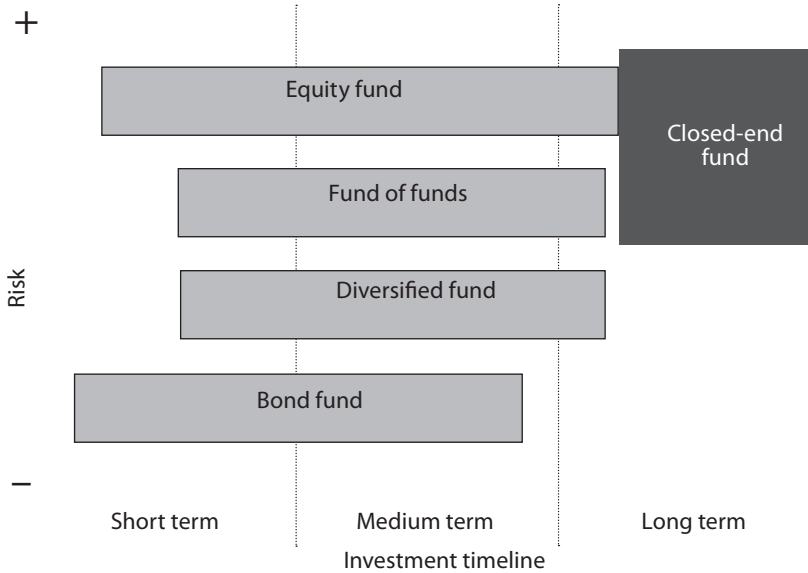 +
Equity fund
Closed-end
fund
Fund of funds
Risk
Diversified fund
Bond fund
–
Short term
Medium term
Long term
Investment timeline